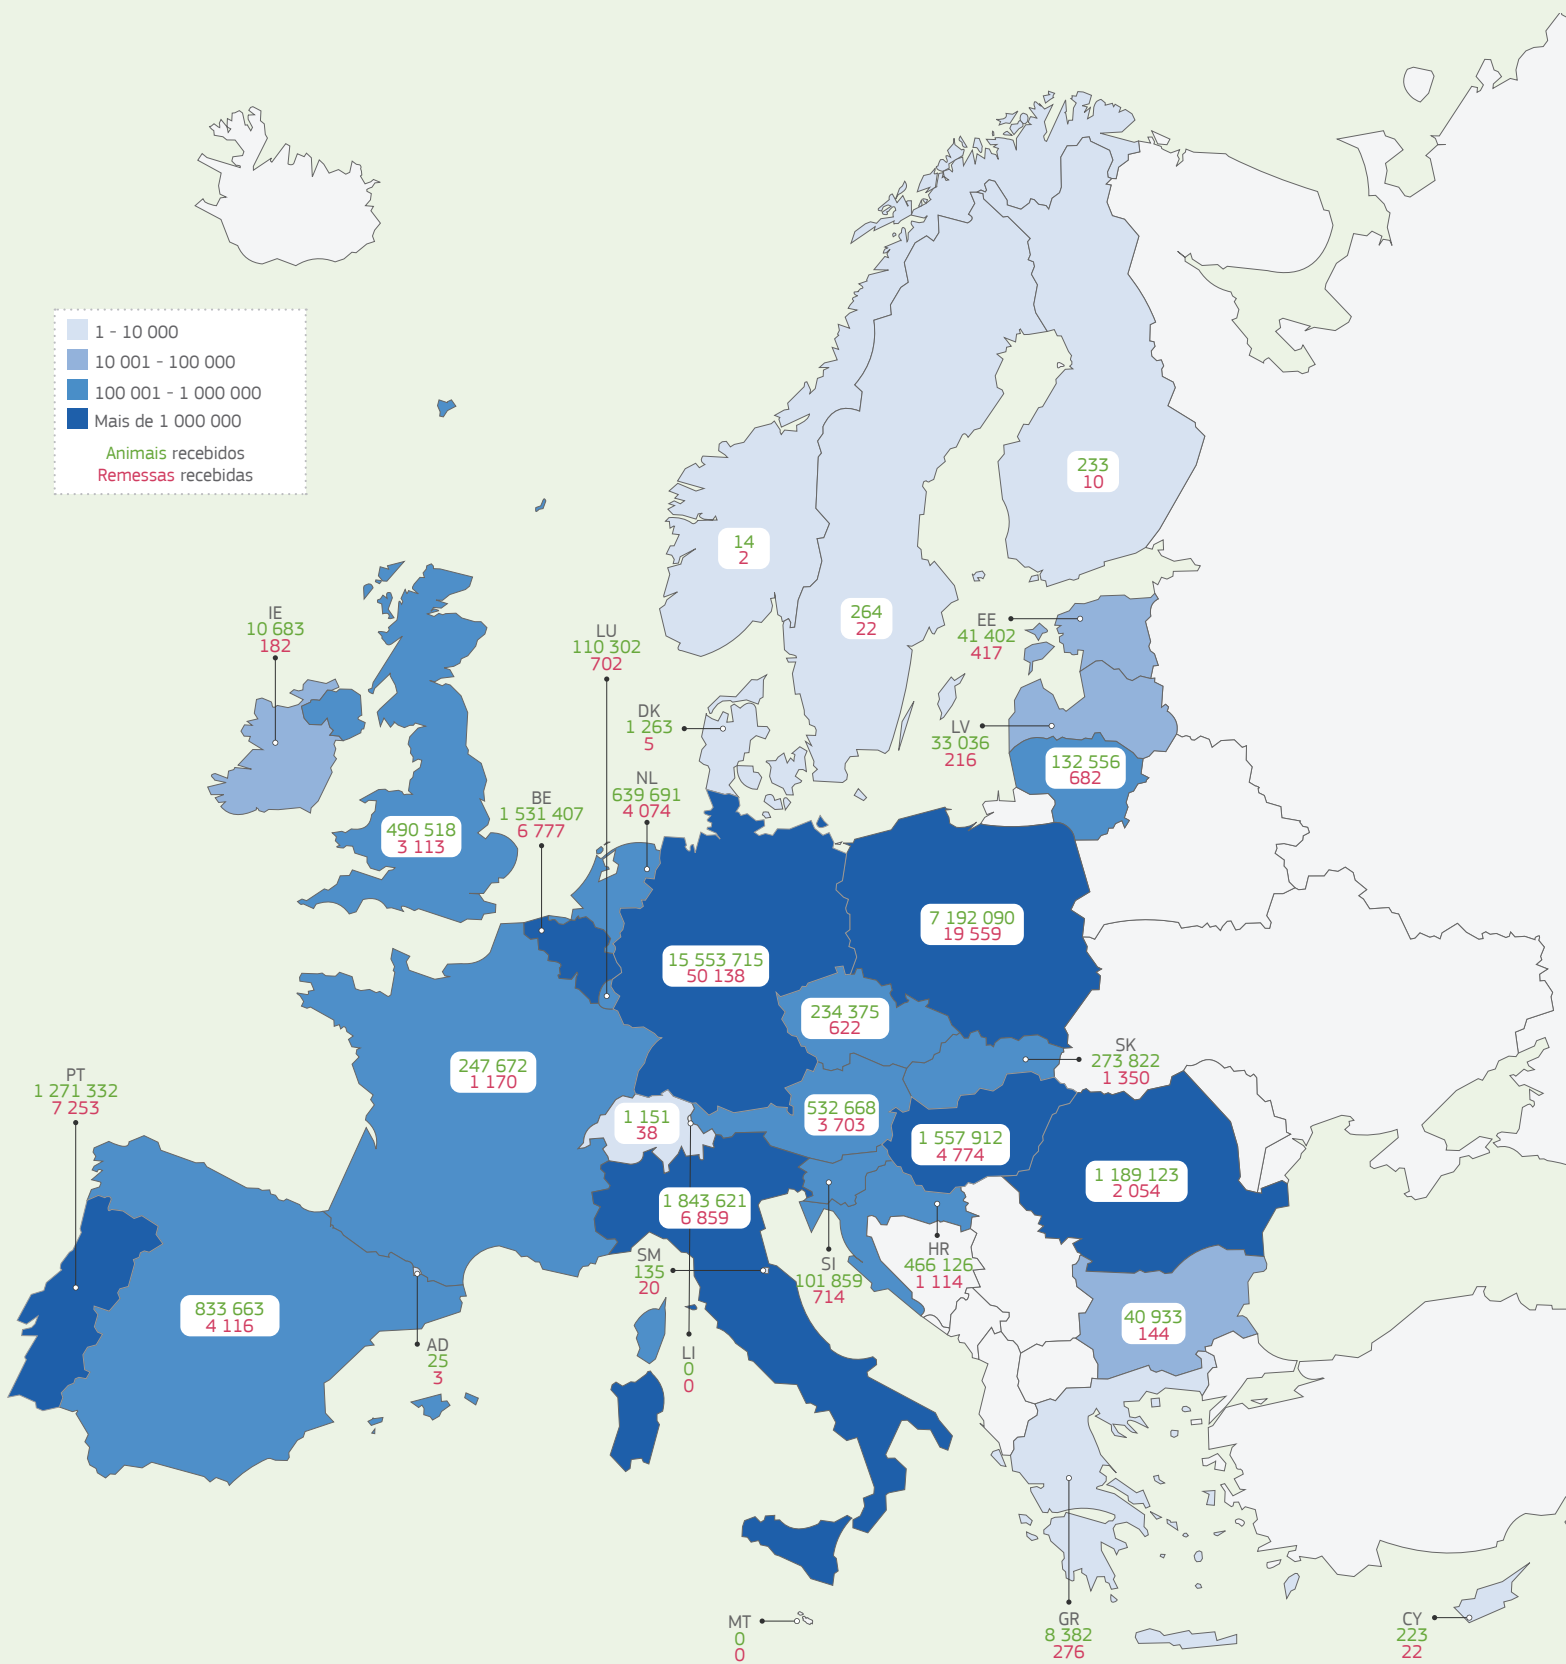 1 - 10 000
10 001 - 100 000
100 001 - 1 000 000
Mais de 1 000 000
Animais recebidos
Remessas recebidas
233
10
14
2
264
22
IE
10 683
182
LU
110 302
702
EE
41 402
417
DK
1 263
5
LV
33 036
216
132 556
682
NL
639 691
4 074
BE
1 531 407
6 777
490 518
3 113
7 192 090
19 559
15 553 715
50 138
234 375
622
SK
273 822
1 350
247 672
1 170
PT
1 271 332
7 253
532 668
3 703
1 151
38
1 557 912
4 774
1 189 123
2 054
1 843 621
6 859
SM
135
20
SI
101 859
714
HR
466 126
1 114
833 663
4 116
40 933
144
AD
25
3
LI
0
0
MT
0
0
GR
8 382
276
CY
223
22